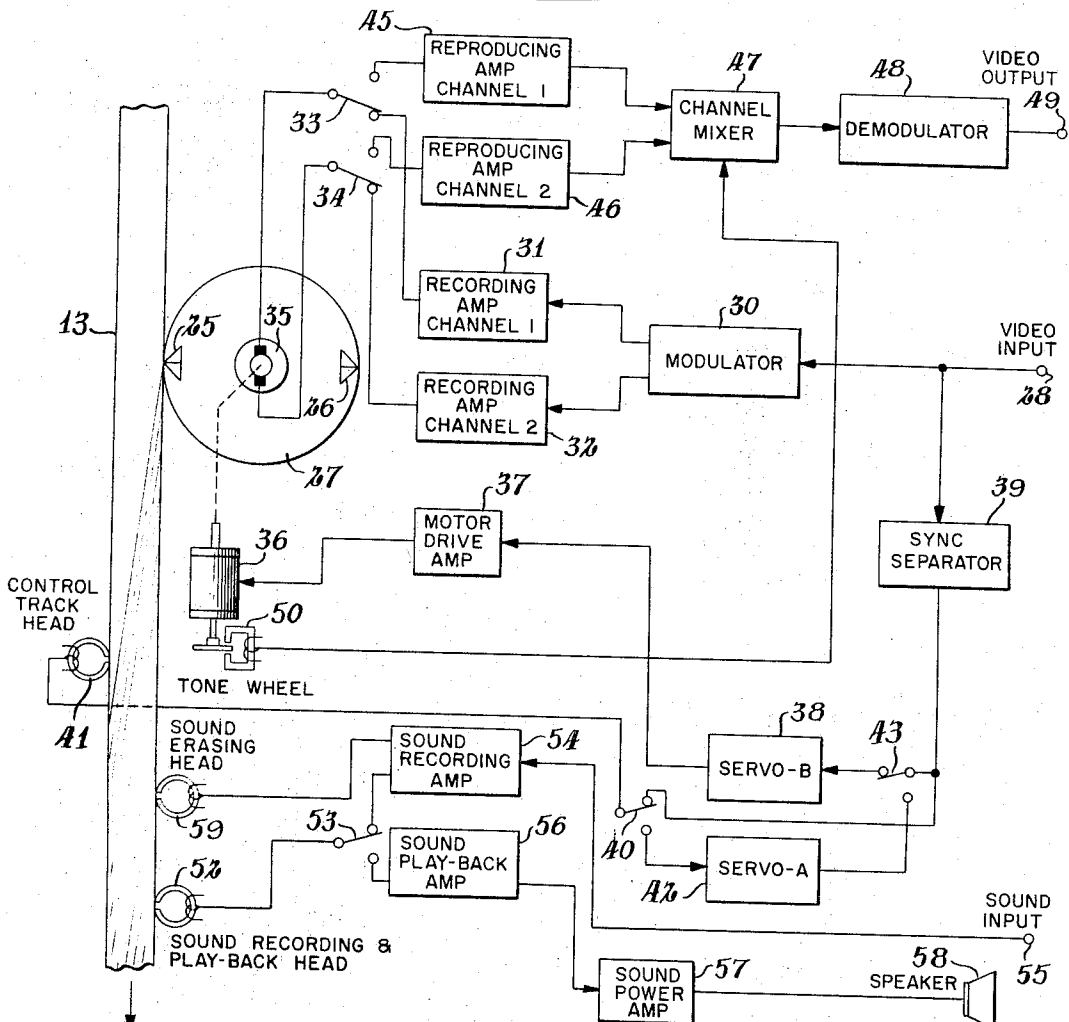 45
REPRODUCING
AMP
CHANNEL 1
47
CHANNEL
MIXER
48
DEMODULATOR
VIDEO
OUTPUT
49
33
REPRODUCING
AMP
CHANNEL 2
34
46
31
RECORDING
AMP
CHANNEL 1
30
MODULATOR
VIDEO
INPUT
28
13
25
35
26
27
RECORDING
AMP
CHANNEL 2
32
37
MOTOR
DRIVE
AMP
39
SYNC
SEPARATOR
36
CONTROL
TRACK
HEAD
50
TONE WHEEL
41
SOUND
ERASING
HEAD
59
54
SOUND
RECORDING
AMP
38
SERVO-B
43
53
56
SOUND
PLAY-BACK
AMP
40
42
SERVO-A
52
SOUND RECORDING &
PLAY-BACK HEAD
SOUND
INPUT
55
57
SOUND
POWER
AMP
SPEAKER
58